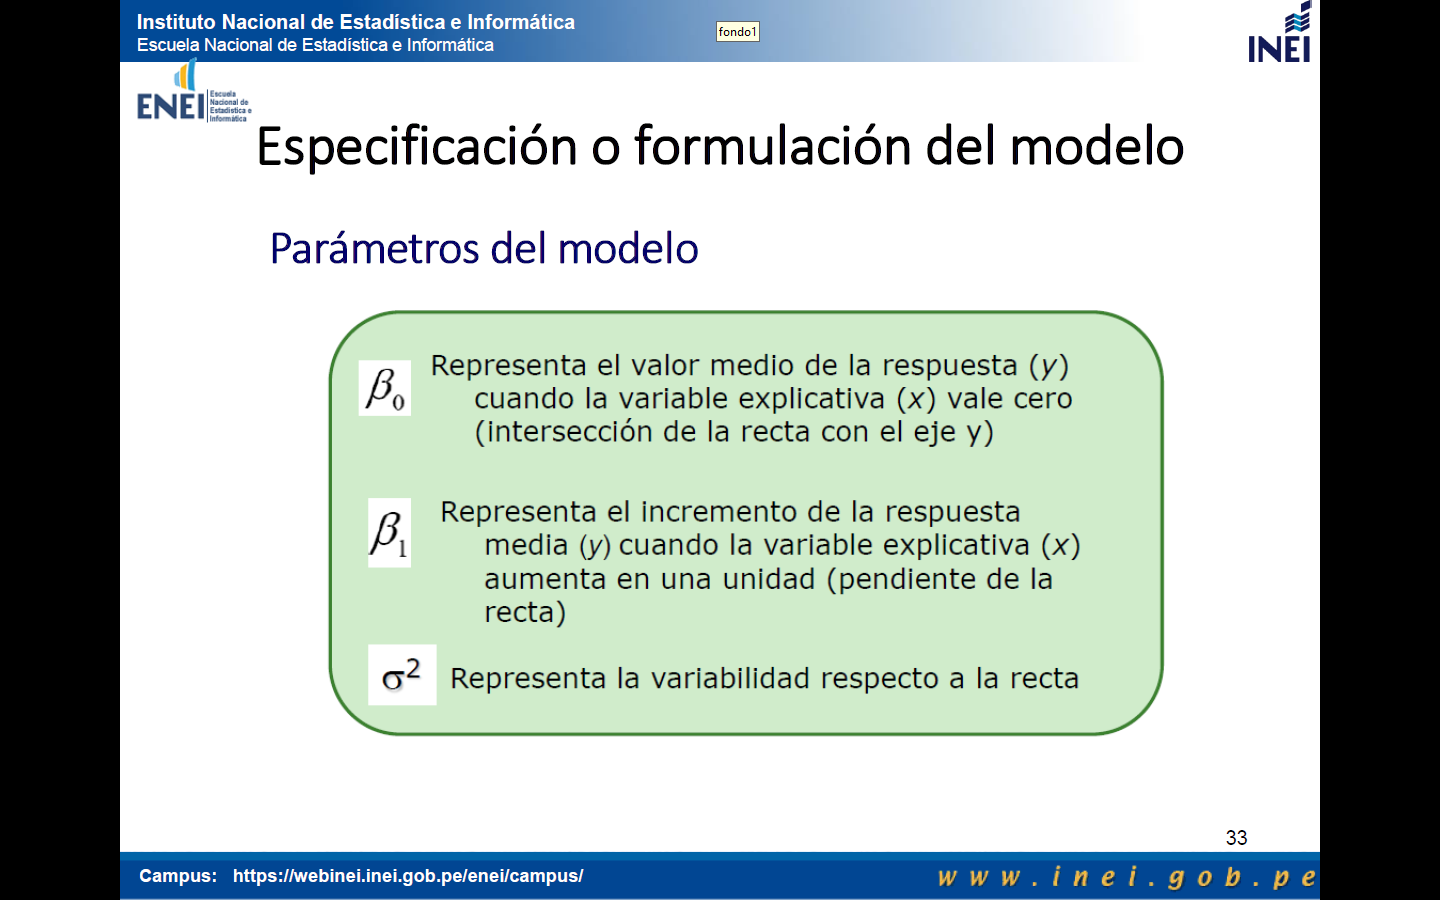 Instituto Nacional de Estadística e Informática
Escuela Nacional de Estadística e Informática
fondo1
INEI
ENEI
Escuela
Nacional de
Estadística e
Informática
Especificación o formulación del modelo
Parámetros del modelo
β0
Representa el valor medio de la respuesta (y)
cuando la variable explicativa (x) vale cero
(intersección de la recta con el eje y)
β1
Representa el incremento de la respuesta
media (y) cuando la variable explicativa (x)
aumenta en una unidad (pendiente de la
recta)
σ2 Representa la variabilidad respecto a la recta
33
Campus: https://webinei.inei.gob.pe/enei/campus/
www.inei.gob.pe